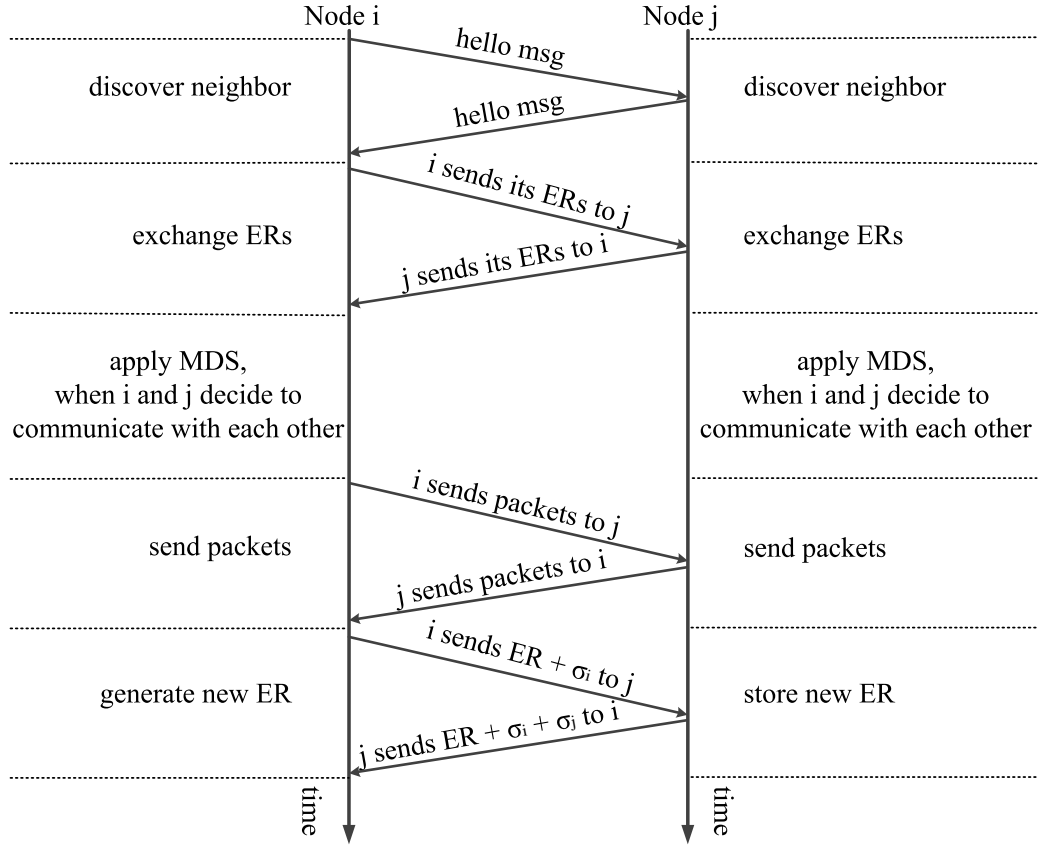 Node i
Node j
hello msg
discover neighbor
discover neighbor
hello msg
i sends its ERs to j
exchange ERs
exchange ERs
j sends its ERs to i
apply MDS,
when i and j decide to
communicate with each other
apply MDS,
when i and j decide to
communicate with each other
i sends packets to j
send packets
send packets
j sends packets to i
i sends ER + σi to j
generate new ER
store new ER
j sends ER + σi + σj to i
time
time